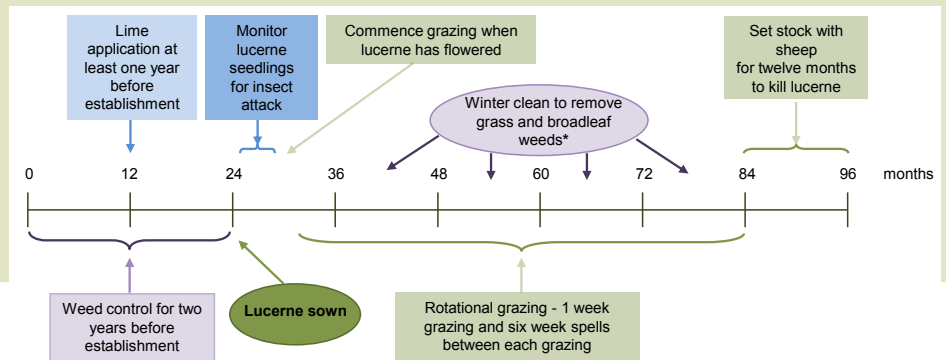 Lime
application at
least one year
before
establishment
Monitor
lucerne
seedlings
for insect
attack
Commence grazing when
lucerne has flowered
Winter clean to remove
grass and broadleaf
weeds*
Set stock with
sheep
for twelve months
to kill lucerne
0 12 24 36 48 60 72 84 96 months
Weed control for two
years before
establishment
Lucerne sown
Rotational grazing - 1 week
grazing and six week spells
between each grazing